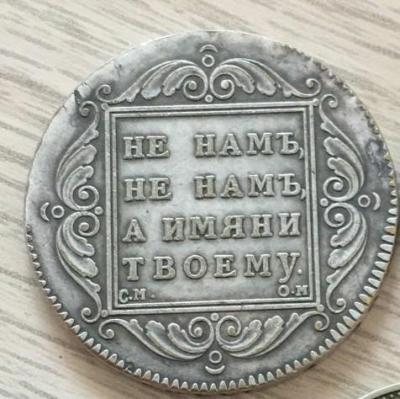 НЕ НАМЪ,
НЕ НАМЪ,
А ИМЯНИ
ТВОЕМУ.
С.М. О.М